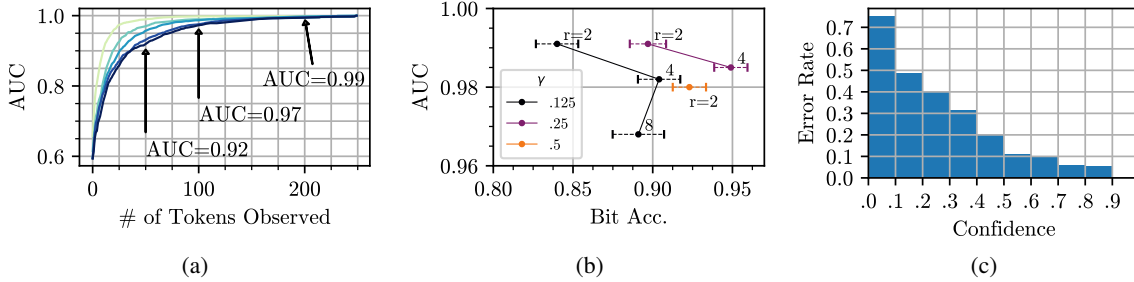 1.0
0.8
0.6
AUC
AUC=0.99
AUC=0.97
AUC=0.92
0
100
200
# of Tokens Observed
(a)
1.00
0.98
0.96
AUC
r=2
4
8
r=2
4
r=2
γ
.125
.25
.5
0.80
0.85
0.90
0.95
Bit Acc.
(b)
0.7
0.6
0.5
0.4
0.3
0.2
0.1
0.0
Error Rate
.0 .1 .2 .3 .4 .5 .6 .7 .8 .9
Confidence
(c)